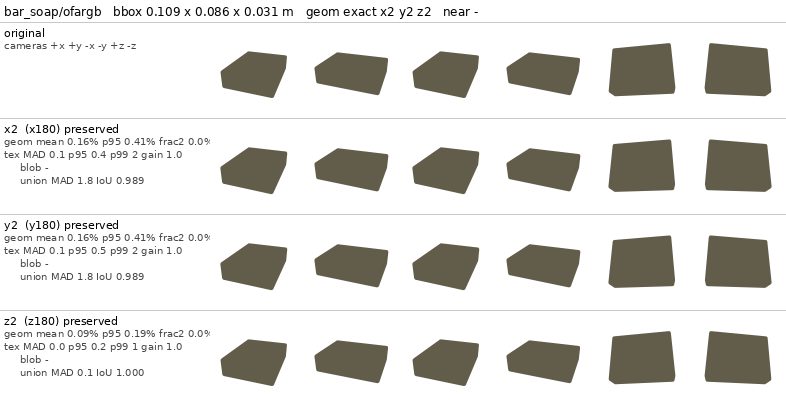 bar_soap/ofargb bbox 0.109 x 0.086 x 0.031 m geom exact x2 y2 z2 near -
original
cameras +x +y -x -y +z -z
x2 (x180) preserved
geom mean 0.16% p95 0.41% frac2 0.0%
tex MAD 0.1 p95 0.4 p99 2 gain 1.0
blob -
union MAD 1.8 IoU 0.989
y2 (y180) preserved
geom mean 0.16% p95 0.41% frac2 0.0%
tex MAD 0.1 p95 0.5 p99 2 gain 1.0
blob -
union MAD 1.8 IoU 0.989
z2 (z180) preserved
geom mean 0.09% p95 0.19% frac2 0.0%
tex MAD 0.0 p95 0.2 p99 1 gain 1.0
blob -
union MAD 0.1 IoU 1.000